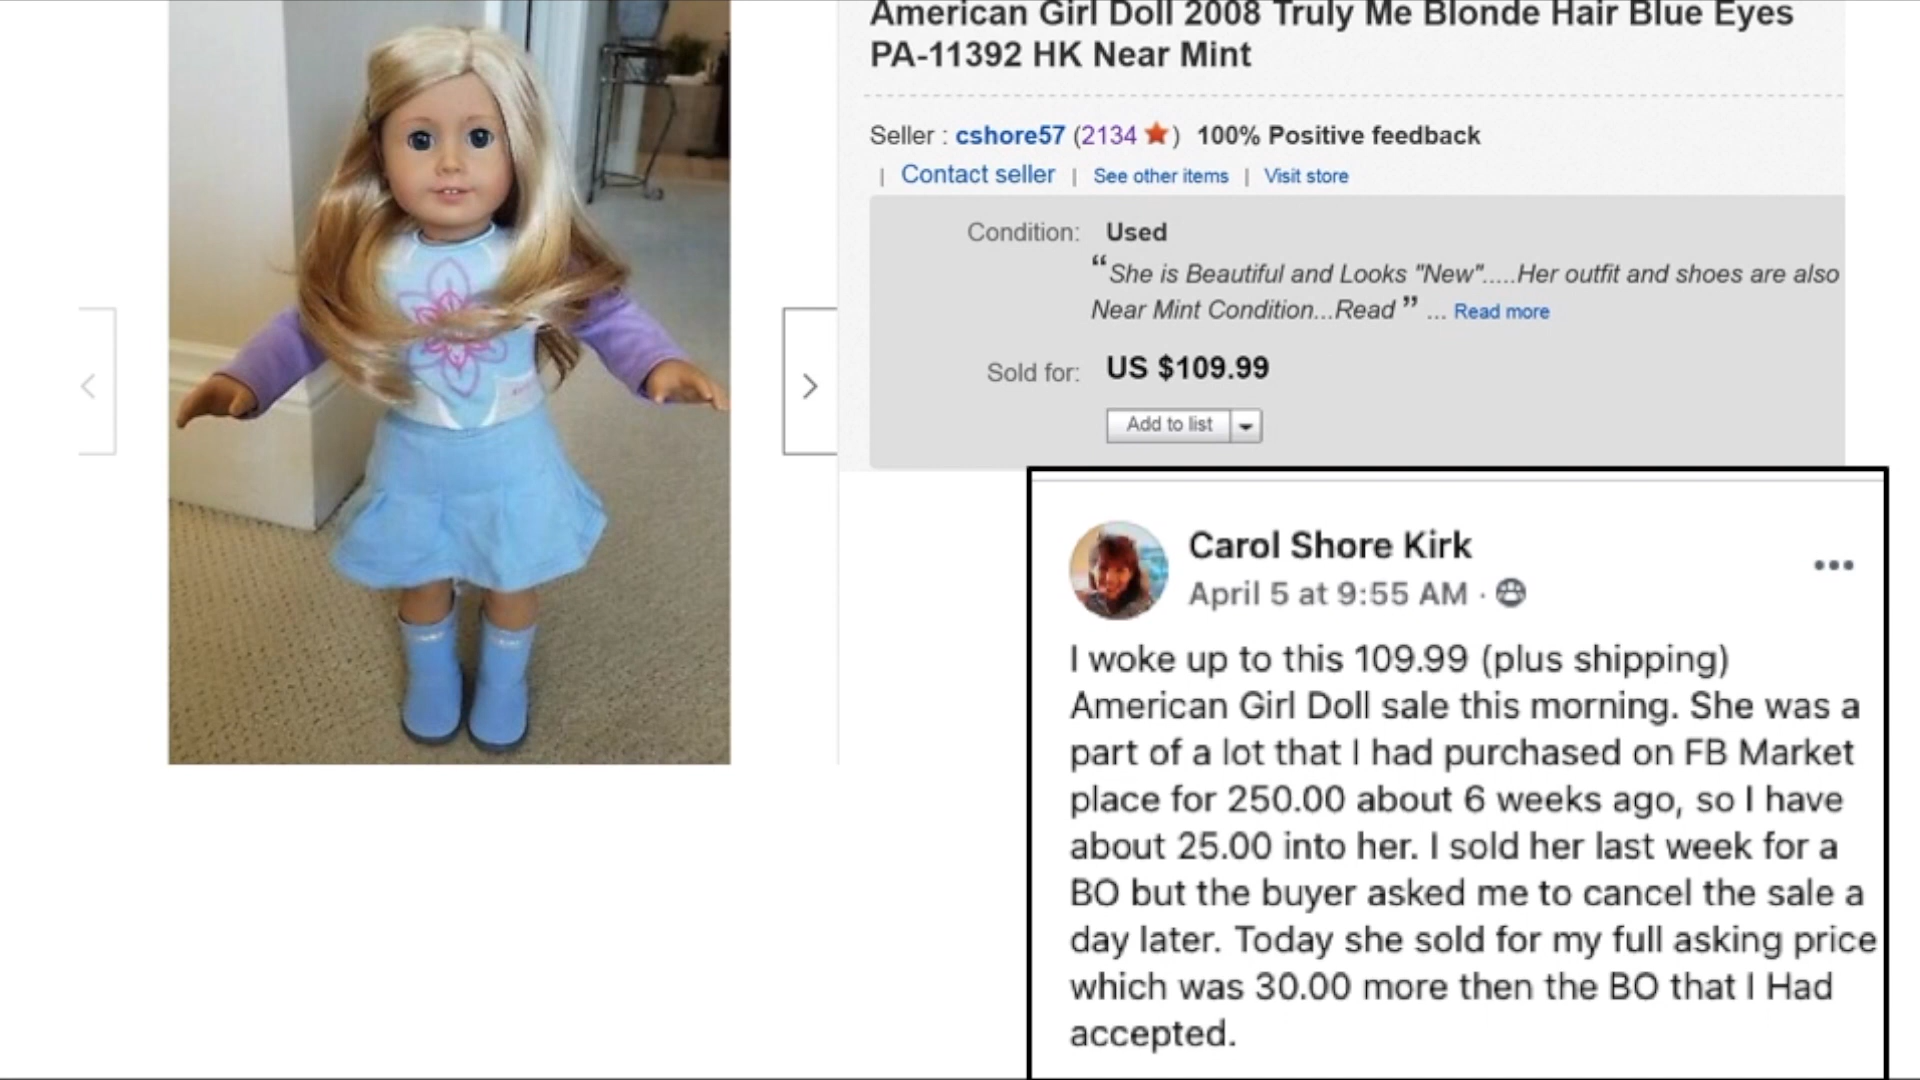 American Girl Doll 2008 Truly Me Blonde Hair Blue Eyes
PA-11392 HK Near Mint
Seller : cshore57 (2134 ★) 100% Positive feedback
| Contact seller | See other items | Visit store
Condition: Used
“She is Beautiful and Looks "New".....Her outfit and shoes are also
Near Mint Condition...Read ” ... Read more
Sold for: US $109.99
Add to list
Carol Shore Kirk
April 5 at 9:55 AM ·
I woke up to this 109.99 (plus shipping)
American Girl Doll sale this morning. She was a
part of a lot that I had purchased on FB Market
place for 250.00 about 6 weeks ago, so I have
about 25.00 into her. I sold her last week for a
BO but the buyer asked me to cancel the sale a
day later. Today she sold for my full asking price
which was 30.00 more then the BO that I Had
accepted.